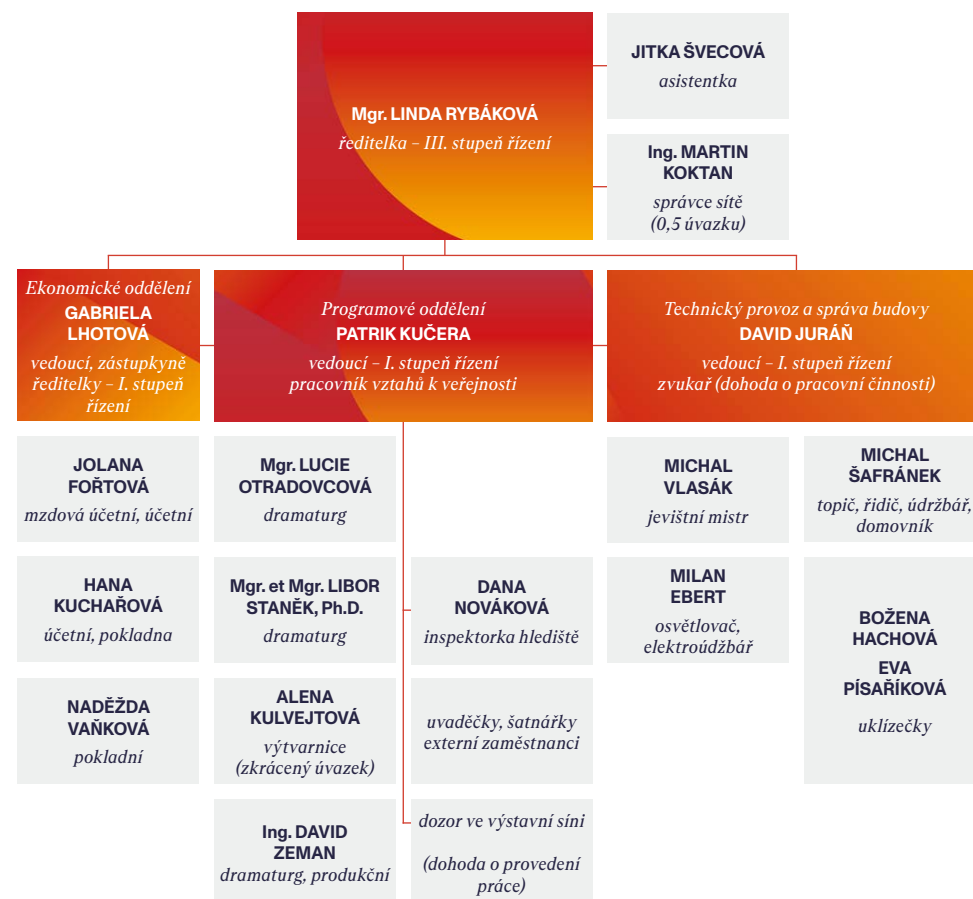 Mgr. LINDA RYBÁKOVÁ
ředitelka – III. stupeň řízení
JITKA ŠVECOVÁ
asistentka
Ing. MARTIN
KOKTAN
správce sítě
(0,5 úvazku)
Ekonomické oddělení
GABRIELA
LHOTOVÁ
vedoucí, zástupkyně
ředitelky – I. stupeň
řízení
Programové oddělení
PATRIK KUČERA
vedoucí – I. stupeň řízení
pracovník vztahů k veřejnosti
Technický provoz a správa budovy
DAVID JURÁŇ
vedoucí – I. stupeň řízení
zvukař (dohoda o pracovní činnosti)
JOLANA
FOŘTOVÁ
mzdová účetní, účetní
Mgr. LUCIE
OTRADOVCOVÁ
dramaturg
MICHAL
VLASÁK
jevištní mistr
MICHAL
ŠAFRÁNEK
topič, řidič, údržbář,
domovník
HANA
KUCHAŘOVÁ
účetní, pokladna
Mgr. et Mgr. LIBOR
STANĚK, Ph.D.
dramaturg
DANA
NOVÁKOVÁ
inspektorka hlediště
MILAN
EBERT
osvětlovač,
elektroúdžbář
BOŽENA
HACHOVÁ
EVA
PÍSAŘÍKOVÁ
uklízečky
NADĚŽDA
VAŇKOVÁ
pokladní
ALENA
KULVEJTOVÁ
výtvarnice
(zkrácený úvazek)
uvaděčky, šatnářky
externí zaměstnanci
Ing. DAVID
ZEMAN
dramaturg, produkční
dozor ve výstavní síni
(dohoda o provedení
práce)